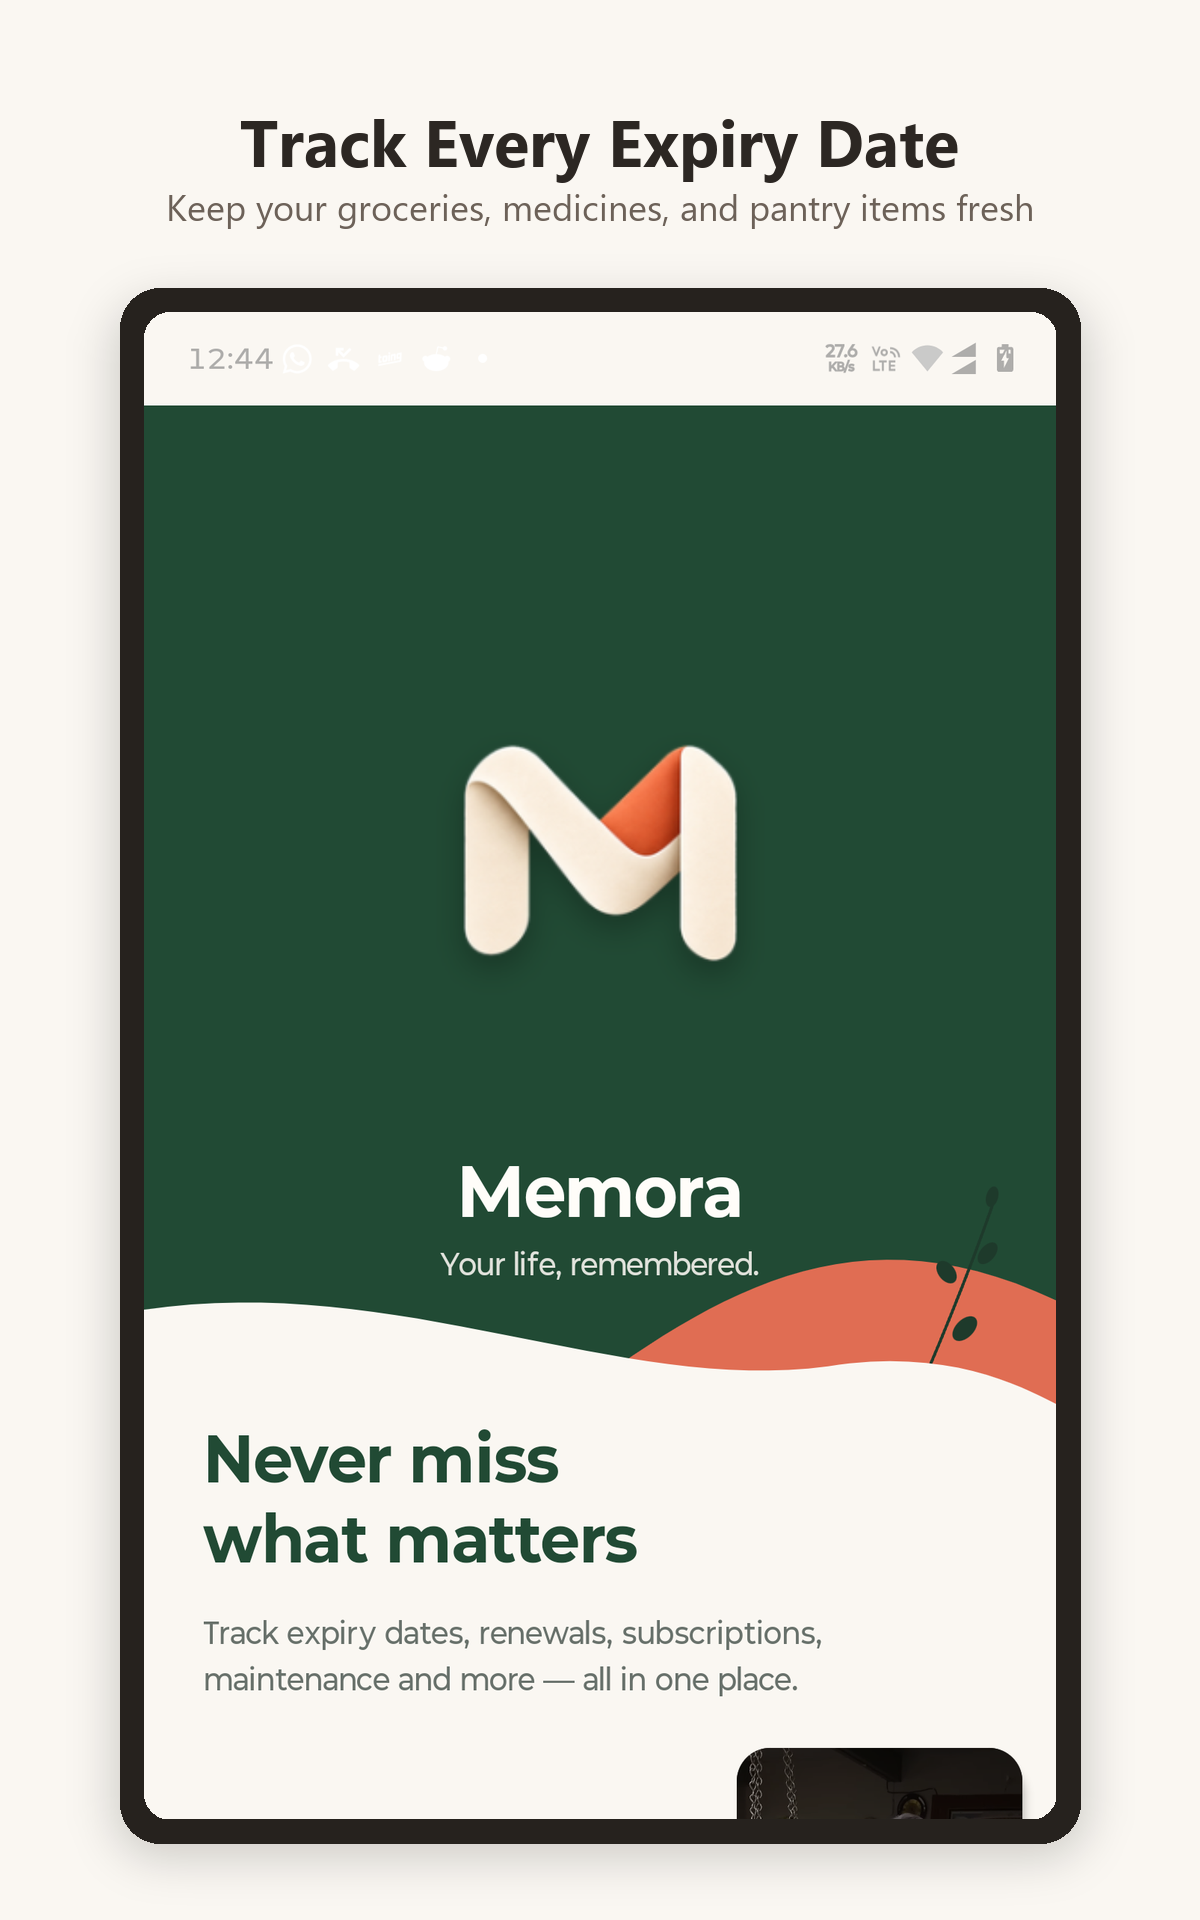 Track Every Expiry Date
Keep your groceries, medicines, and pantry items fresh
12:44
27.6
KB/s
Vo
LTE
Memora
Your life, remembered.
Never miss
what matters
Track expiry dates, renewals, subscriptions,
maintenance and more — all in one place.